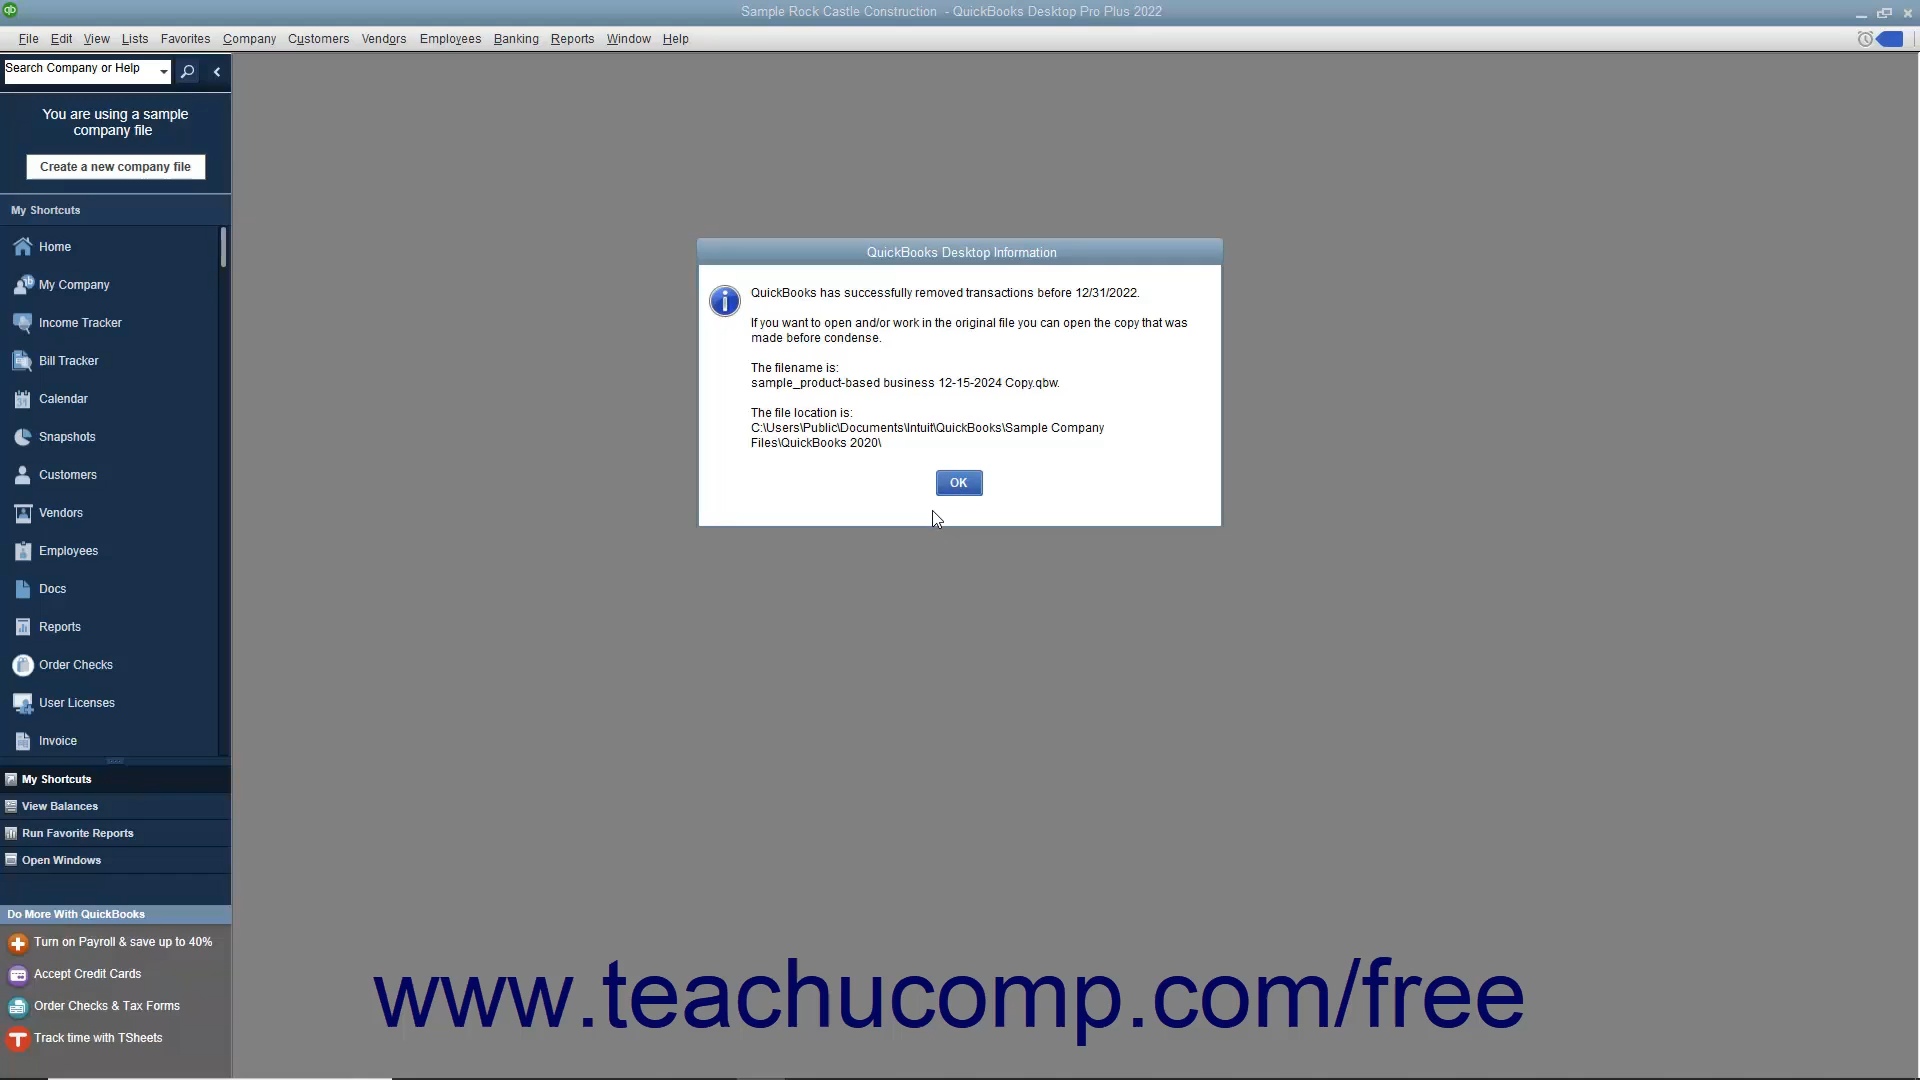 Sample Rock Castle Construction - QuickBooks Desktop Pro Plus 2022
File Edit View Lists Favorites Company Customers Vendors Employees Banking Reports Window Help
Search Company or Help
You are using a sample
company file
Create a new company file
My Shortcuts
Home
My Company
Income Tracker
Bill Tracker
Calendar
Snapshots
Customers
Vendors
Employees
Docs
Reports
Order Checks
User Licenses
Invoice
My Shortcuts
View Balances
Run Favorite Reports
Open Windows
Do More With QuickBooks
Turn on Payroll & save up to 40%
Accept Credit Cards
Order Checks & Tax Forms
Track time with TSheets
QuickBooks Desktop Information
QuickBooks has successfully removed transactions before 12/31/2022.
If you want to open and/or work in the original file you can open the copy that was
made before condense.
The filename is:
sample_product-based business 12-15-2024 Copy.qbw.
The file location is:
C:\Users\Public\Documents\Intuit\QuickBooks\Sample Company
Files\QuickBooks 2020\
OK
www.teachucomp.com/free